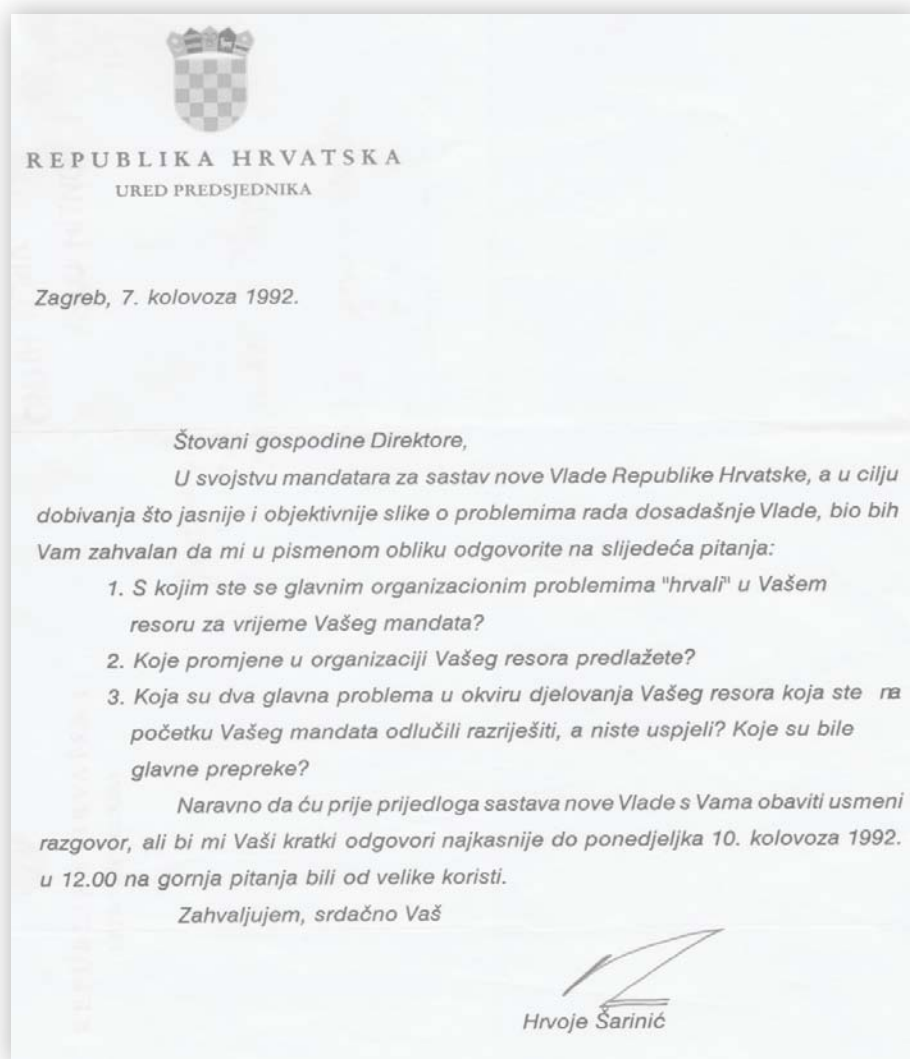 REPUBLIKA HRVATSKA
URED PREDSJEDNIKA
Zagreb, 7. kolovoza 1992.
Štovani gospodine Direktore,
U svojstvu mandatara za sastav nove Vlade Republike Hrvatske, a u cilju
dobivanja što jasnije i objektivnije slike o problemima rada dosadašnje Vlade, bio bih
Vam zahvalan da mi u pismenom obliku odgovorite na slijedeća pitanja:
1. S kojim ste se glavnim organizacionim problemima "hrvali" u Vašem
resoru za vrijeme Vašeg mandata?
2. Koje promjene u organizaciji Vašeg resora predlažete?
3. Koja su dva glavna problema u okviru djelovanja Vašeg resora koja ste na
početku Vašeg mandata odlučili razriješiti, a niste uspjeli? Koje su bile
glavne prepreke?
Naravno da ću prije prijedloga sastava nove Vlade s Vama obaviti usmeni
razgovor, ali bi mi Vaši kratki odgovori najkasnije do ponedjeljka 10. kolovoza 1992.
u 12.00 na gornja pitanja bili od velike koristi.
Zahvaljujem, srdačno Vaš
Hrvoje Šarinić